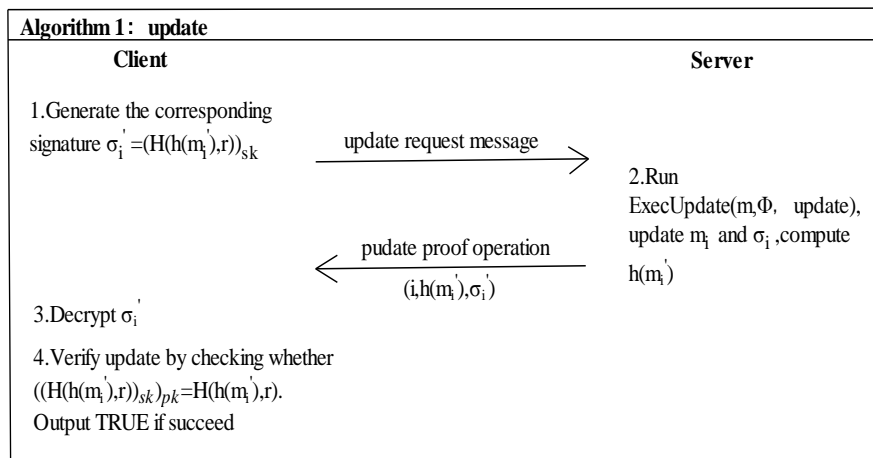 Algorithm 1: update
Client
Server
1.Generate the corresponding
signature σi'=(H(h(mi'),r))sk
update request message
2.Run
ExecUpdate(m,Φ, update),
update mi and σi ,compute
h(mi')
pudate proof operation
(i,h(mi'),σi')
3.Decrypt σi'
4.Verify update by checking whether
((H(h(mi'),r))sk)pk=H(h(mi'),r).
Output TRUE if succeed